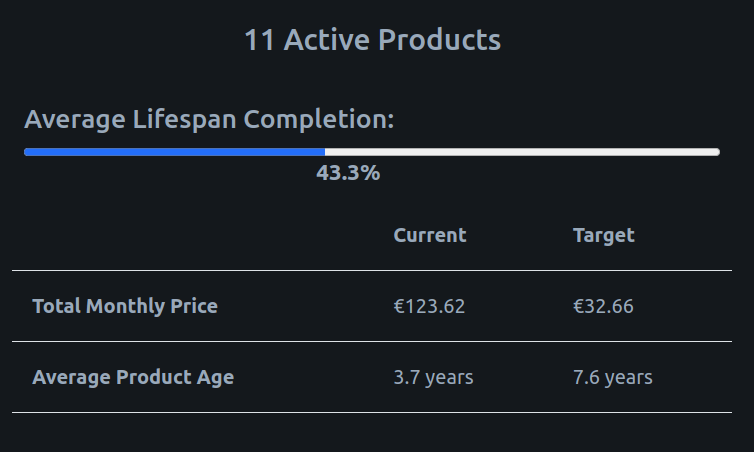 11 Active Products
Average Lifespan Completion:
43.3%
Current Target
Total Monthly Price €123.62 €32.66
Average Product Age 3.7 years 7.6 years